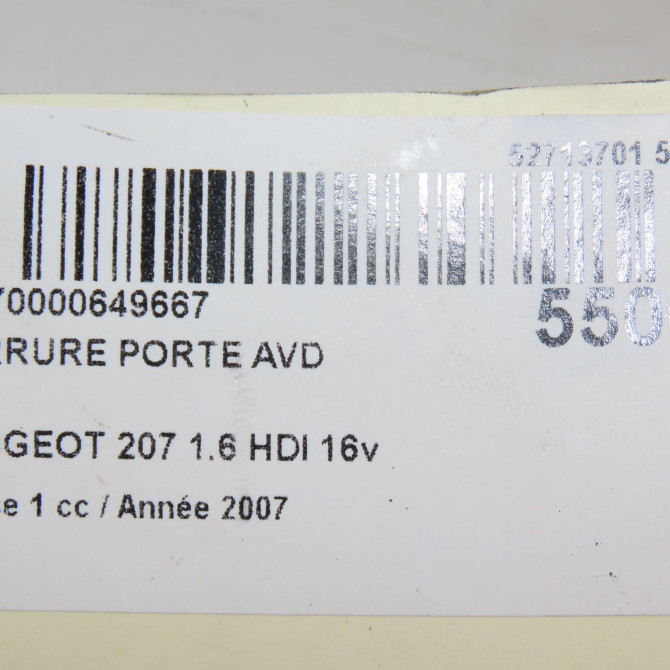 52713701 5
70000649667
550
RRURE PORTE AVD
GEOT 207 1.6 HDI 16v
e 1 cc / Année 2007